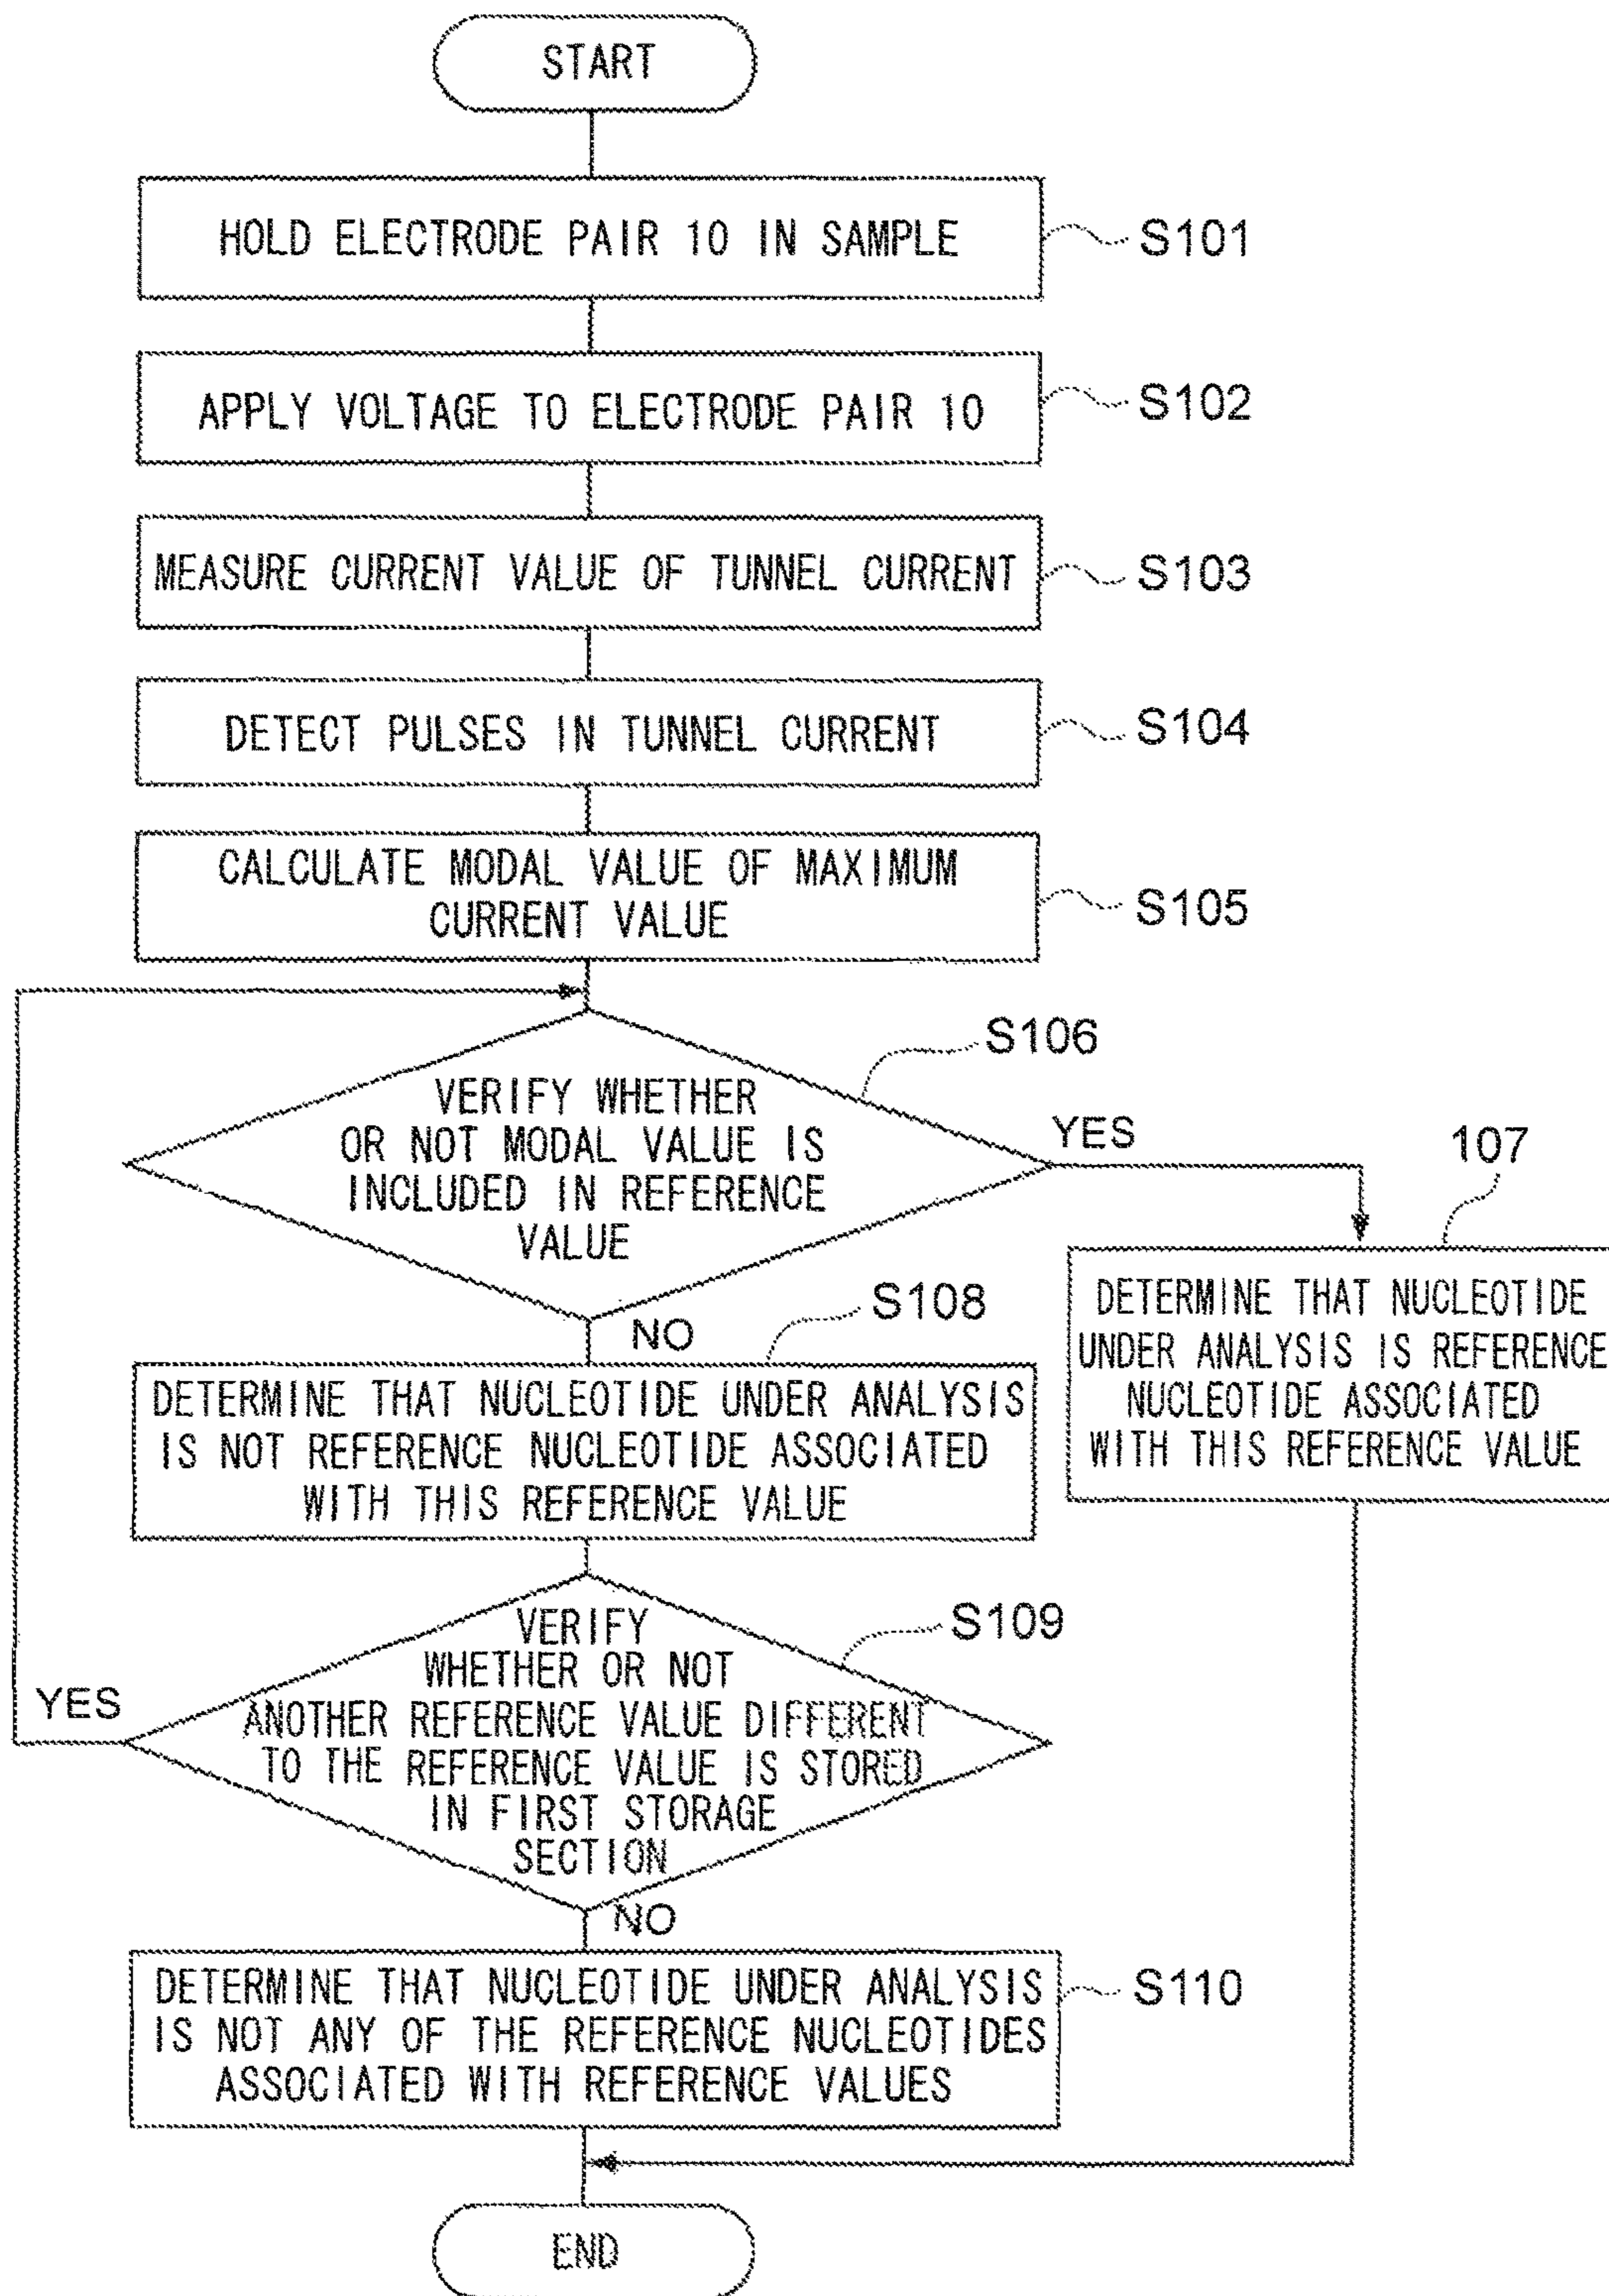 START
HOLD ELECTRODE PAIR 10 IN SAMPLE
S101
APPLY VOLTAGE TO ELECTRODE PAIR 10
S102
MEASURE CURRENT VALUE OF TUNNEL CURRENT
S103
DETECT PULSES IN TUNNEL CURRENT
S104
CALCULATE MODAL VALUE OF MAXIMUM
CURRENT VALUE
S105
S106
VERIFY WHETHER
OR NOT MODAL VALUE IS
INCLUDED IN REFERENCE
VALUE
YES
107
DETERMINE THAT NUCLEOTIDE
UNDER ANALYSIS IS REFERENCE
NUCLEOTIDE ASSOCIATED
WITH THIS REFERENCE VALUE
NO
S108
DETERMINE THAT NUCLEOTIDE UNDER ANALYSIS
IS NOT REFERENCE NUCLEOTIDE ASSOCIATED
WITH THIS REFERENCE VALUE
S109
VERIFY
WHETHER OR NOT
ANOTHER REFERENCE VALUE DIFFERENT
TO THE REFERENCE VALUE IS STORED
IN FIRST STORAGE
SECTION
YES
NO
DETERMINE THAT NUCLEOTIDE UNDER ANALYSIS
IS NOT ANY OF THE REFERENCE NUCLEOTIDES
ASSOCIATED WITH REFERENCE VALUES
S110
END